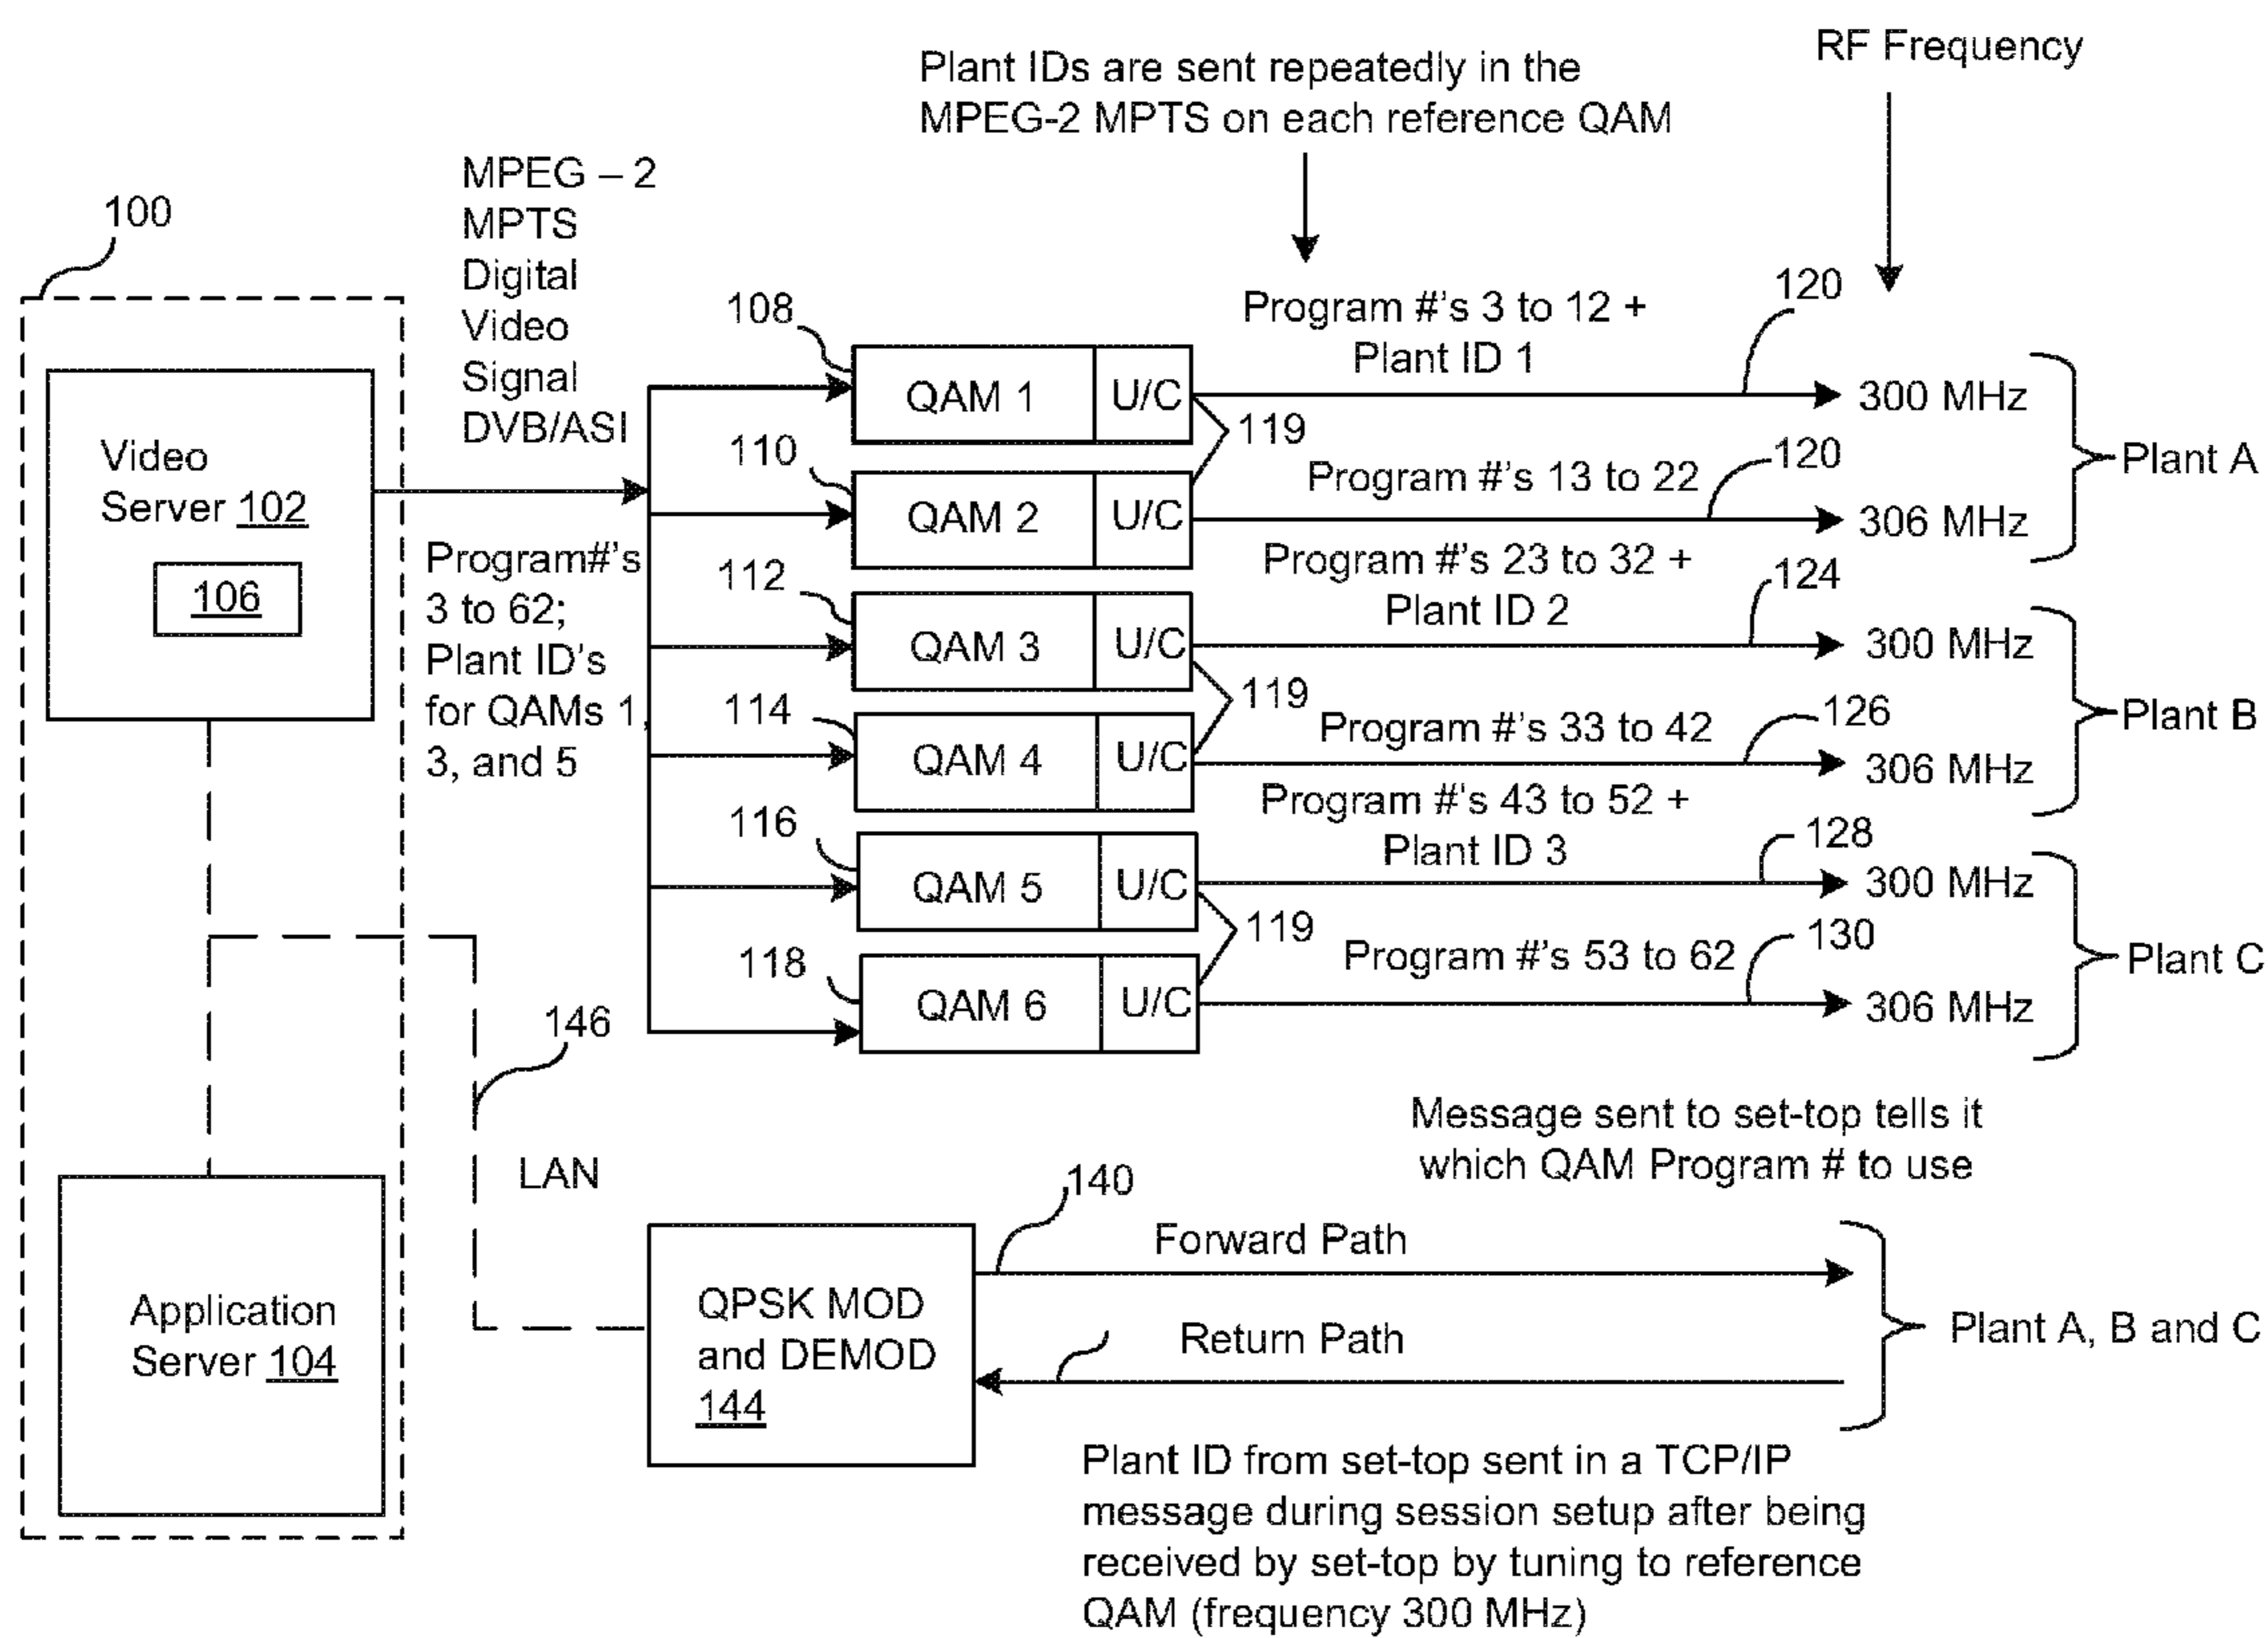 RF Frequency
Plant IDs are sent repeatedly in the
MPEG-2 MPTS on each reference QAM
MPEG – 2
MPTS
Digital
Video
Signal
DVB/ASI
100
Video
Server 102
106
Program#'s
3 to 62;
Plant ID's
for QAMs 1,
3, and 5
108
QAM 1
U/C
Program #'s 3 to 12 +
Plant ID 1
120
300 MHz
119
Plant A
110
QAM 2
U/C
Program #'s 13 to 22
120
306 MHz
112
QAM 3
U/C
Program #'s 23 to 32 +
Plant ID 2
124
300 MHz
119
Plant B
114
QAM 4
U/C
Program #'s 33 to 42
126
306 MHz
116
QAM 5
U/C
Program #'s 43 to 52 +
Plant ID 3
128
300 MHz
119
Plant C
118
QAM 6
U/C
Program #'s 53 to 62
130
306 MHz
146
LAN
Application
Server 104
Message sent to set-top tells it
which QAM Program # to use
QPSK MOD
and DEMOD
144
140
Forward Path
Return Path
Plant A, B and C
Plant ID from set-top sent in a TCP/IP
message during session setup after being
received by set-top by tuning to reference
QAM (frequency 300 MHz)